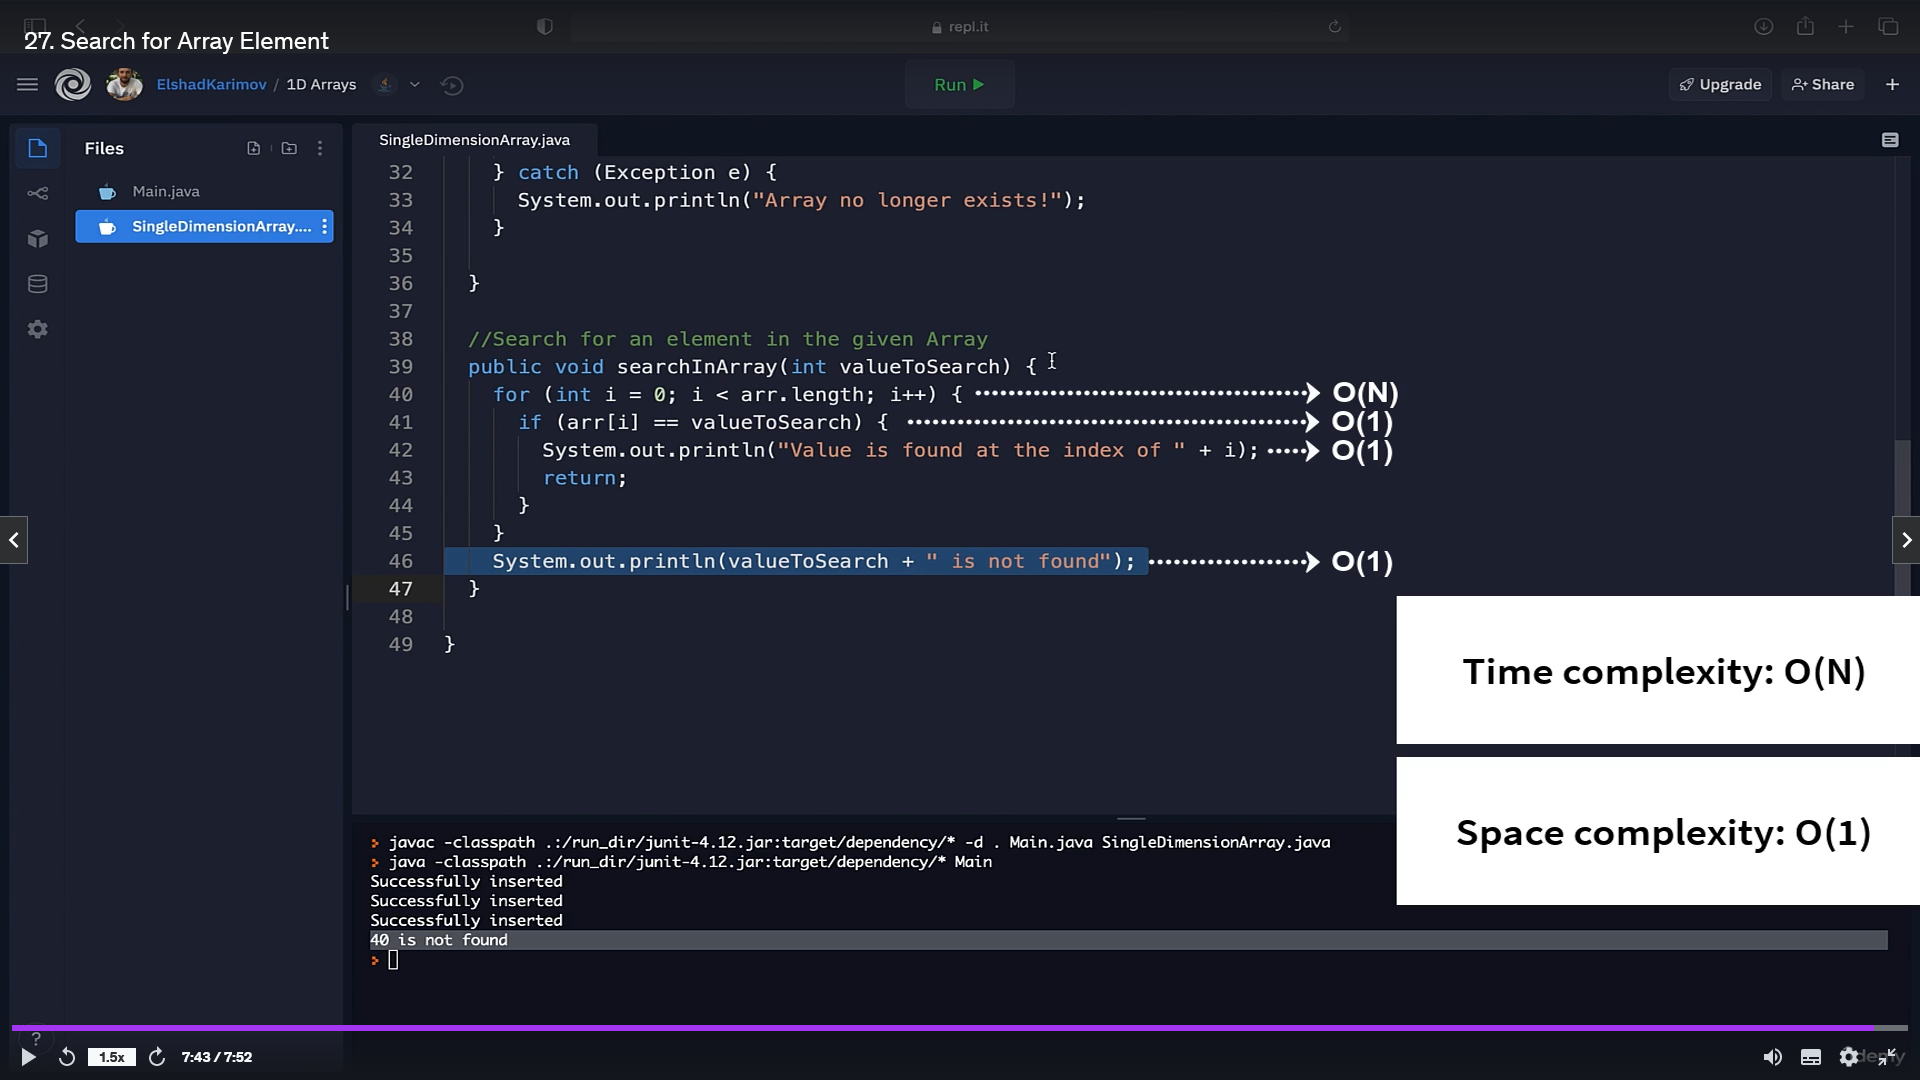 27. Search for Array Element
repl.it
ElshadKarimov / 1D Arrays
Run
Upgrade
Share
Files
Main.java
SingleDimensionArray....
SingleDimensionArray.java
32 } catch (Exception e) {
33 System.out.println("Array no longer exists!");
34 }
35
36 }
37
38 //Search for an element in the given Array
39 public void searchInArray(int valueToSearch) {
40 for (int i = 0; i < arr.length; i++) { O(N)
41 if (arr[i] == valueToSearch) { O(1)
42 System.out.println("Value is found at the index of " + i); O(1)
43 return;
44 }
45 }
46 System.out.println(valueToSearch + " is not found"); O(1)
47 }
48
49 }
Time complexity: O(N)
Space complexity: O(1)
> javac -classpath .:/run_dir/junit-4.12.jar:target/dependency/* -d . Main.java SingleDimensionArray.java
> java -classpath .:/run_dir/junit-4.12.jar:target/dependency/* Main
Successfully inserted
Successfully inserted
Successfully inserted
40 is not found
>
?
1.5x
7:43 / 7:52